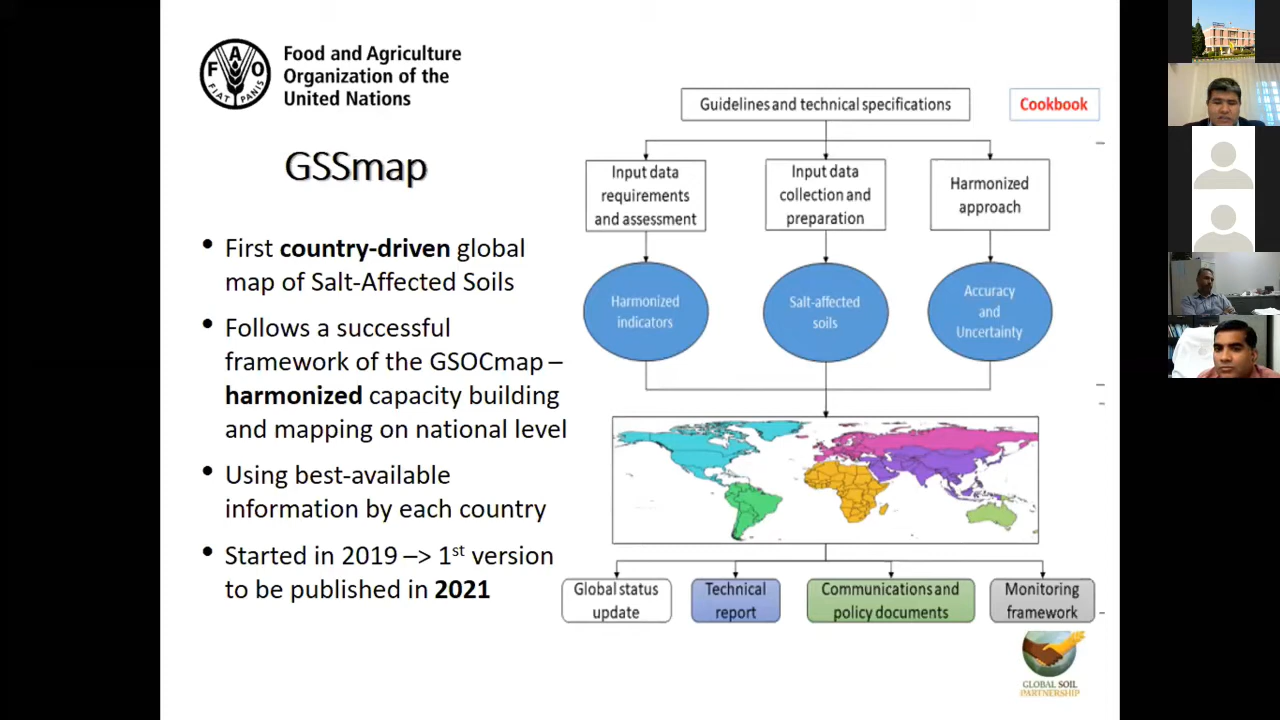 Food and Agriculture
Organization of the
United Nations
F A O
FIAT PANIS
GSSmap
• First country-driven global
map of Salt-Affected Soils
• Follows a successful
framework of the GSOCmap –
harmonized capacity building
and mapping on national level
• Using best-available
information by each country
• Started in 2019 –> 1st version
to be published in 2021
Guidelines and technical specifications
Cookbook
Input data
requirements
and assessment
Input data
collection and
preparation
Harmonized
approach
Harmonized
indicators
Salt-affected
soils
Accuracy
and
Uncertainty
Global status
update
Technical
report
Communications and
policy documents
Monitoring
framework
GLOBAL SOIL
PARTNERSHIP